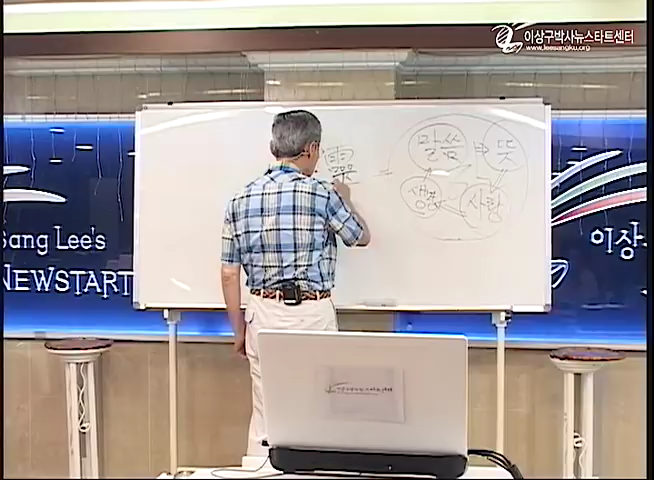 이상구박사뉴스타트센터
www.leesangku.org
말씀 ⇒ 뜻
생명 사랑
Sang Lee's
NEWSTART
이상